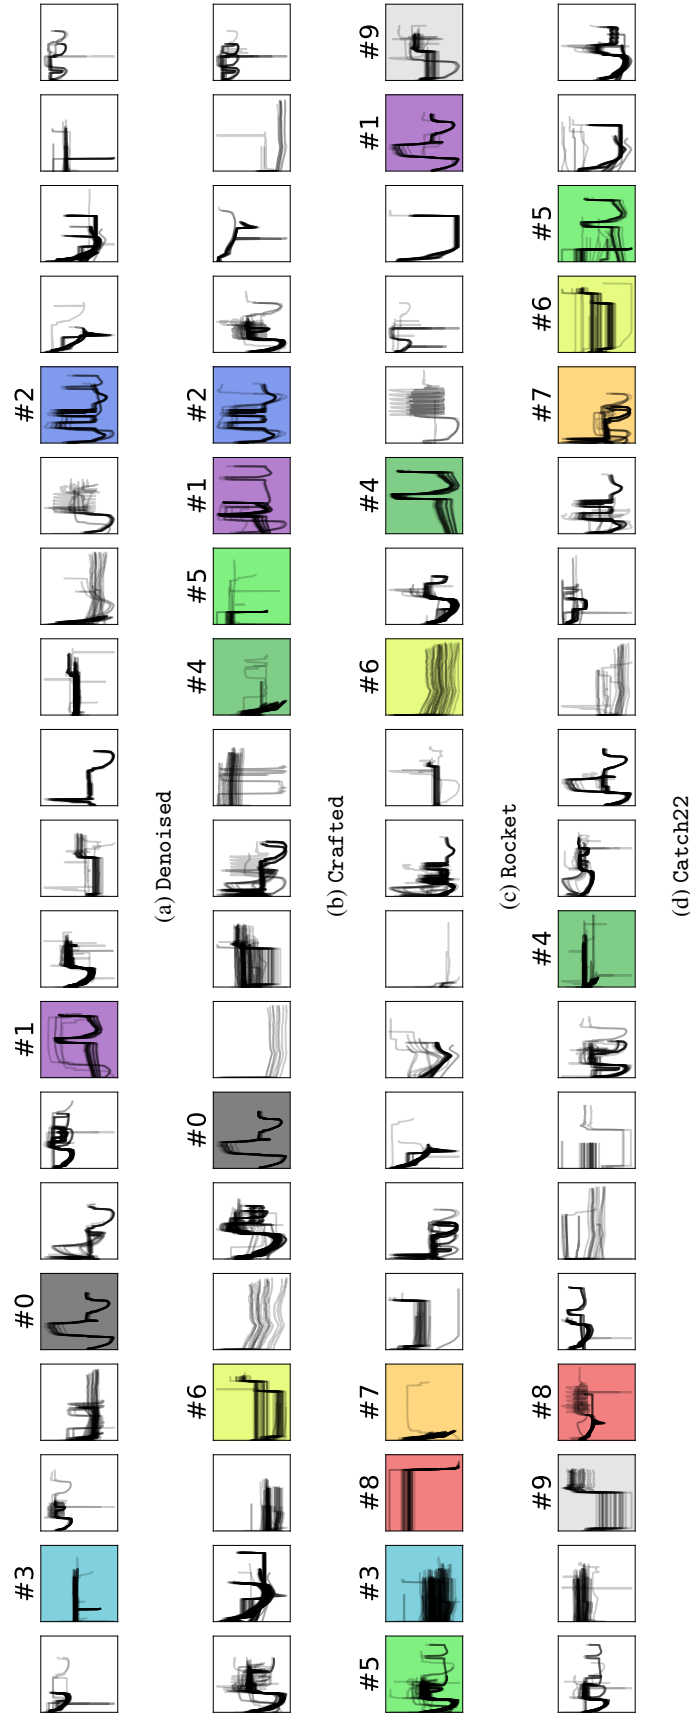 #3 #0 #1 #2
(a) Denoised
#6 #0 #4 #5 #1 #2
(b) Crafted
#5 #3 #8 #7 #6 #4 #1 #9
(c) Rocket
#9 #8 #4 #7 #6 #5
(d) Catch22